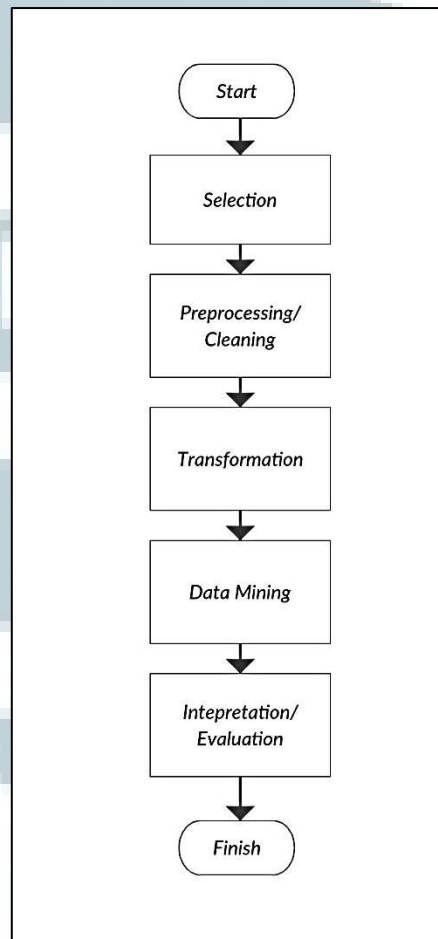 Start
Selection
Preprocessing/
Cleaning
Transformation
Data Mining
Intepretation/
Evaluation
Finish